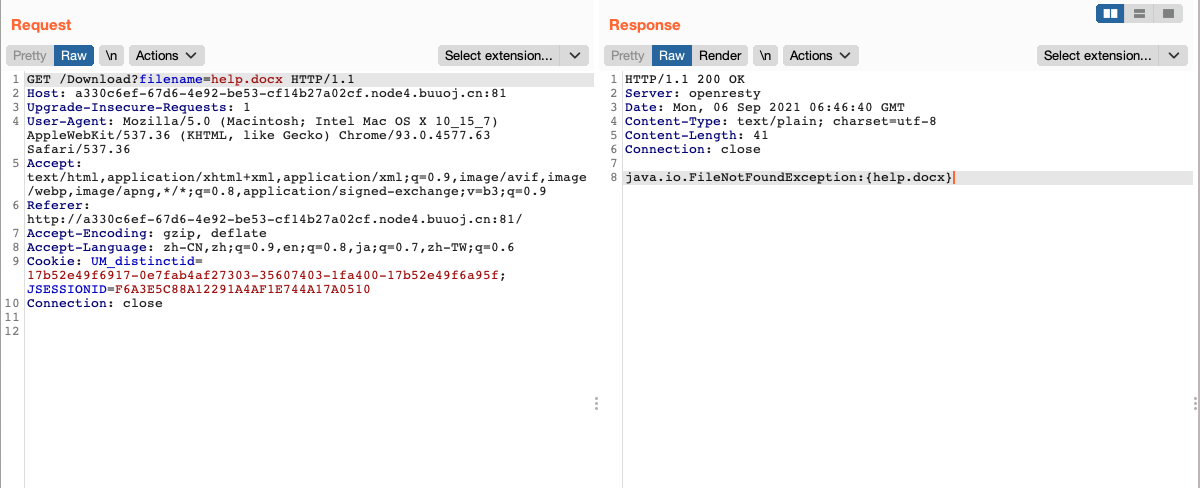 Request
Pretty Raw \n Actions Select extension...
1 GET /Download?filename=help.docx HTTP/1.1
2 Host: a330c6ef-67d6-4e92-be53-cf14b27a02cf.node4.buuoj.cn:81
3 Upgrade-Insecure-Requests: 1
4 User-Agent: Mozilla/5.0 (Macintosh; Intel Mac OS X 10_15_7)
AppleWebKit/537.36 (KHTML, like Gecko) Chrome/93.0.4577.63
Safari/537.36
5 Accept:
text/html,application/xhtml+xml,application/xml;q=0.9,image/avif,image
/webp,image/apng,*/*;q=0.8,application/signed-exchange;v=b3;q=0.9
6 Referer:
http://a330c6ef-67d6-4e92-be53-cf14b27a02cf.node4.buuoj.cn:81/
7 Accept-Encoding: gzip, deflate
8 Accept-Language: zh-CN,zh;q=0.9,en;q=0.8,ja;q=0.7,zh-TW;q=0.6
9 Cookie: UM_distinctid=
17b52e49f6917-0e7fab4af27303-35607403-1fa400-17b52e49f6a95f;
JSESSIONID=F6A3E5C88A12291A4AF1E744A17A0510
10 Connection: close
11
12
Response
Pretty Raw Render \n Actions Select extension...
1 HTTP/1.1 200 OK
2 Server: openresty
3 Date: Mon, 06 Sep 2021 06:46:40 GMT
4 Content-Type: text/plain; charset=utf-8
5 Content-Length: 41
6 Connection: close
7
8 java.io.FileNotFoundException:{help.docx}